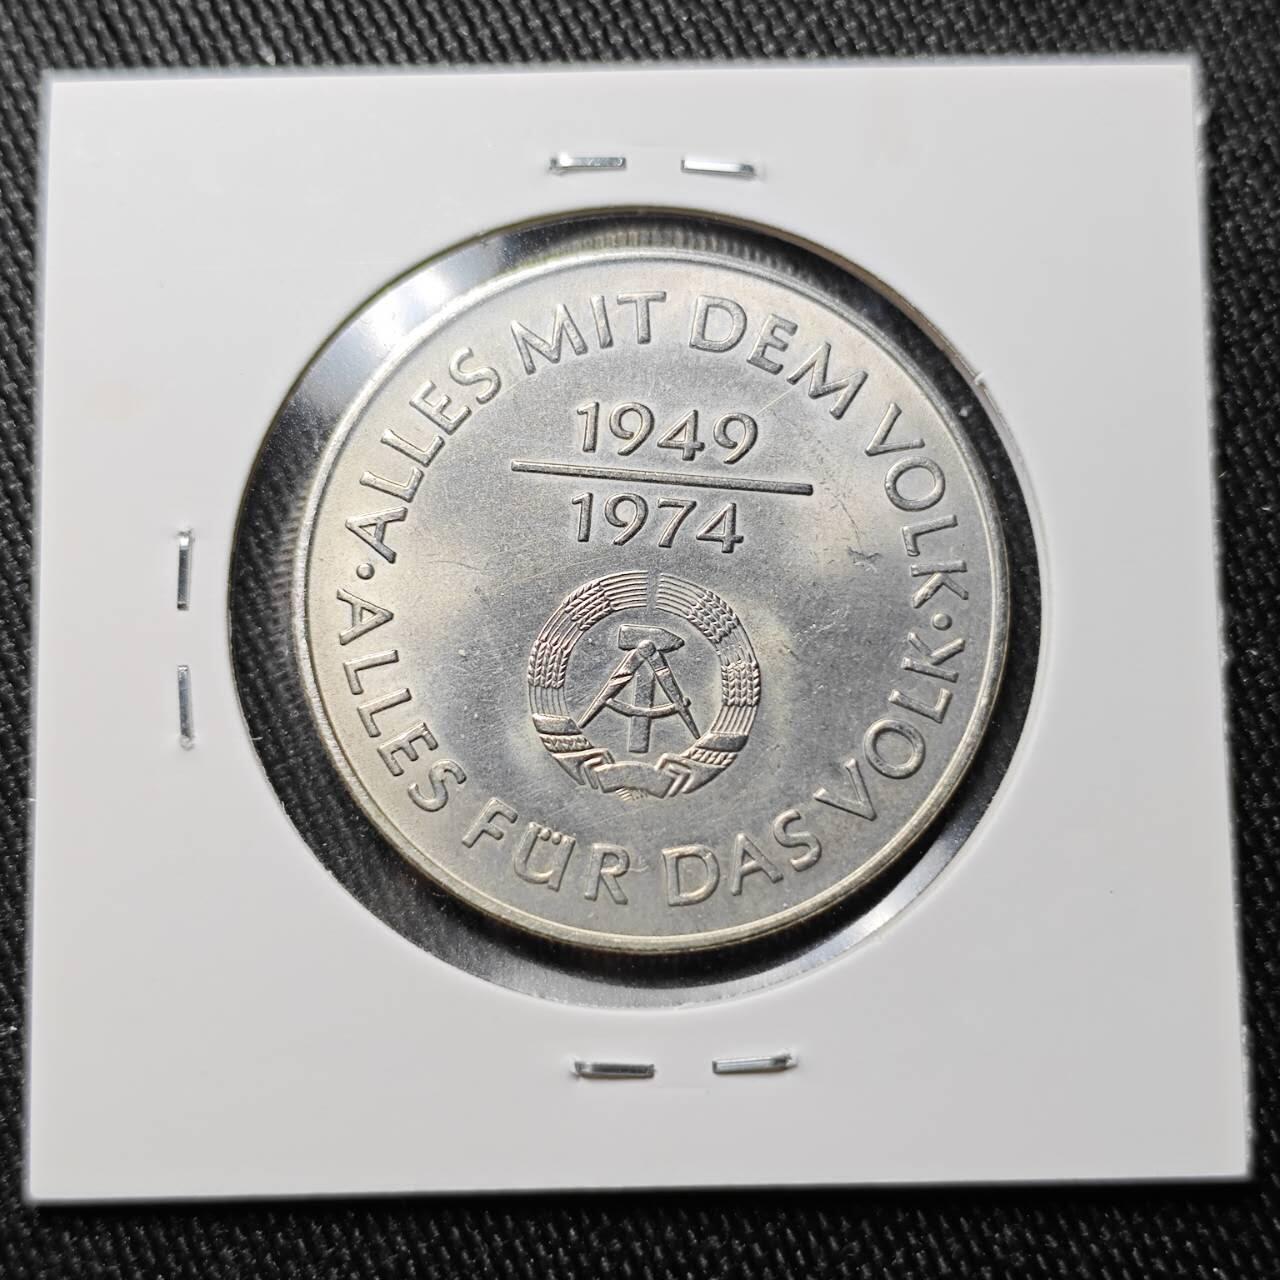 • ALLES MIT DEM VOLK •
ALLES FÜR DAS VOLK
1949
1974